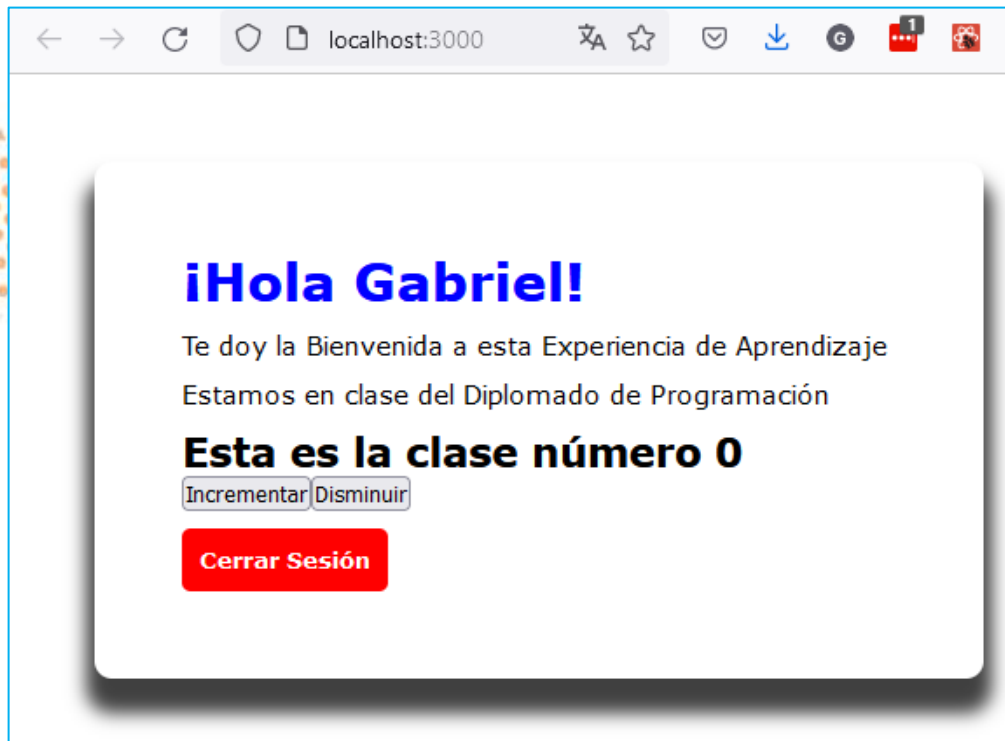 localhost:3000
G
1
¡Hola Gabriel!
Te doy la Bienvenida a esta Experiencia de Aprendizaje
Estamos en clase del Diplomado de Programación
Esta es la clase número 0
Incrementar Disminuir
Cerrar Sesión